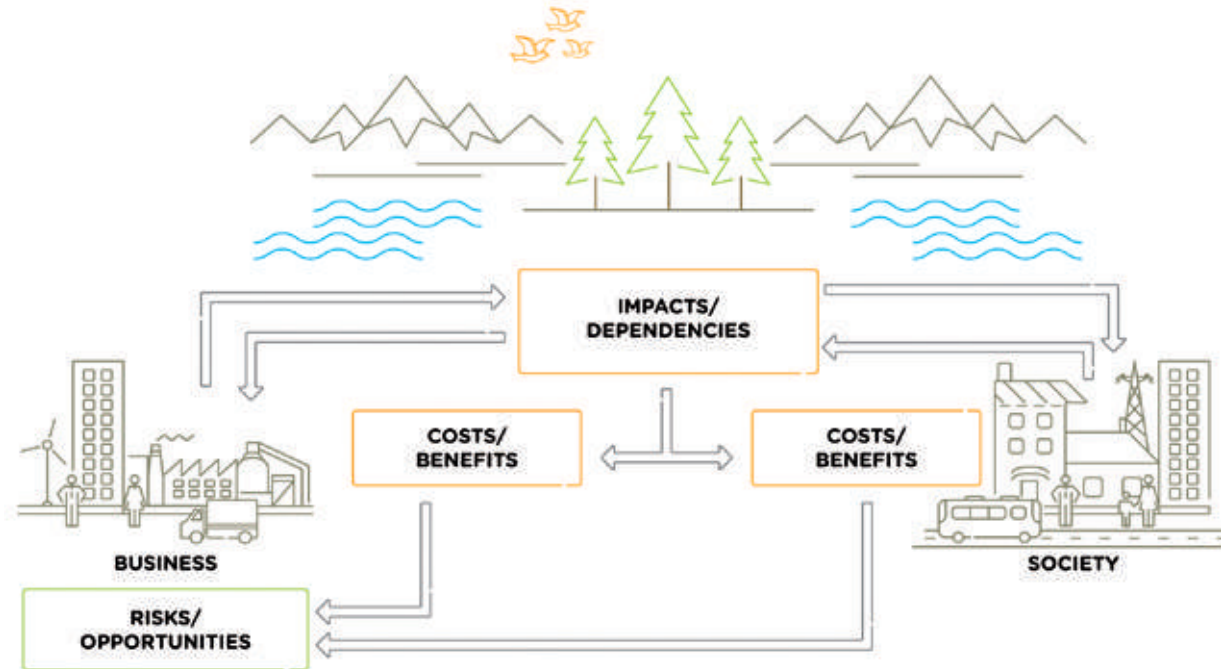 IMPACTS/
DEPENDENCIES
COSTS/
BENEFITS
COSTS/
BENEFITS
BUSINESS
SOCIETY
RISKS/
OPPORTUNITIES